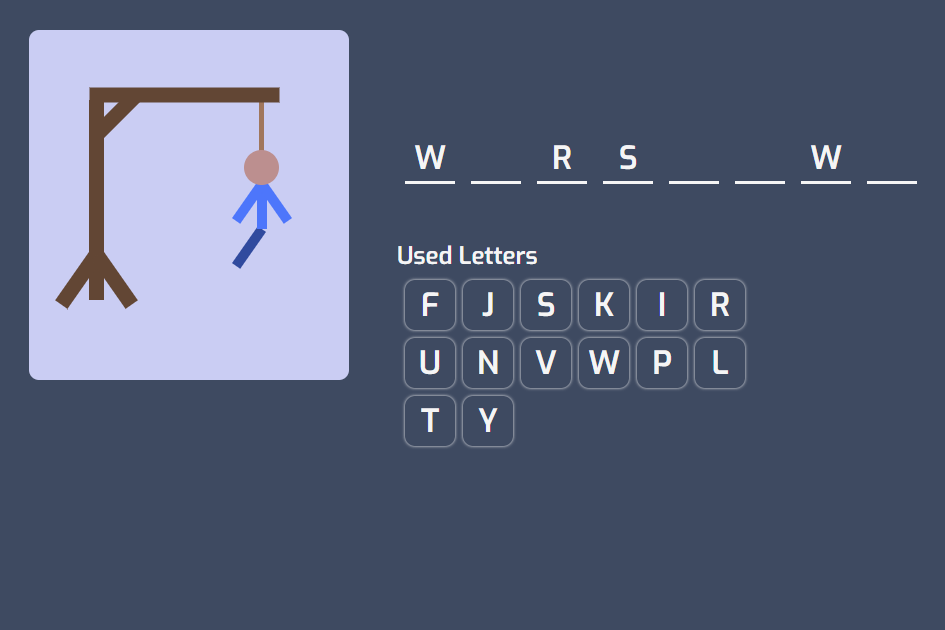 W R S W
Used Letters
F J S K I R
U N V W P L
T Y